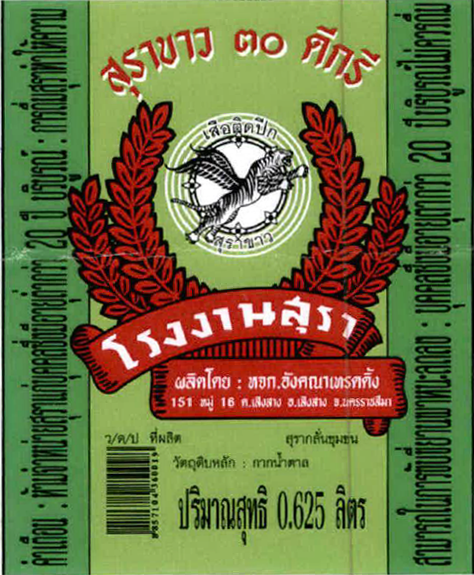 สุราขาว ๓๐ ดีกรี
เสือติดปีก
สุราขาว
โรงงานสุรา
ผลิตโดย : หจก.อังคณาเทรดดิ้ง
151 หมู่ 16 ต.เสิงสาง อ.เสิงสาง จ.นครราชสีมา
ว/ด/ป ที่ผลิต
สุรากลั่นชุมชน
วัตถุดิบหลัก : กากน้ำตาล
ปริมาณสุทธิ 0.625 ลิตร
คำเตือน : ห้ามจำหน่ายสุราแก่บุคคลซึ่งมีอายุต่ำกว่า 20 ปี บริบูรณ์ : การดื่มสุราทำให้ความ
สามารถในการขับขี่ยานพาหนะลดลง : บุคคลซึ่งมีอายุต่ำกว่า 20 ปีบริบูรณ์ไม่ควรดื่ม